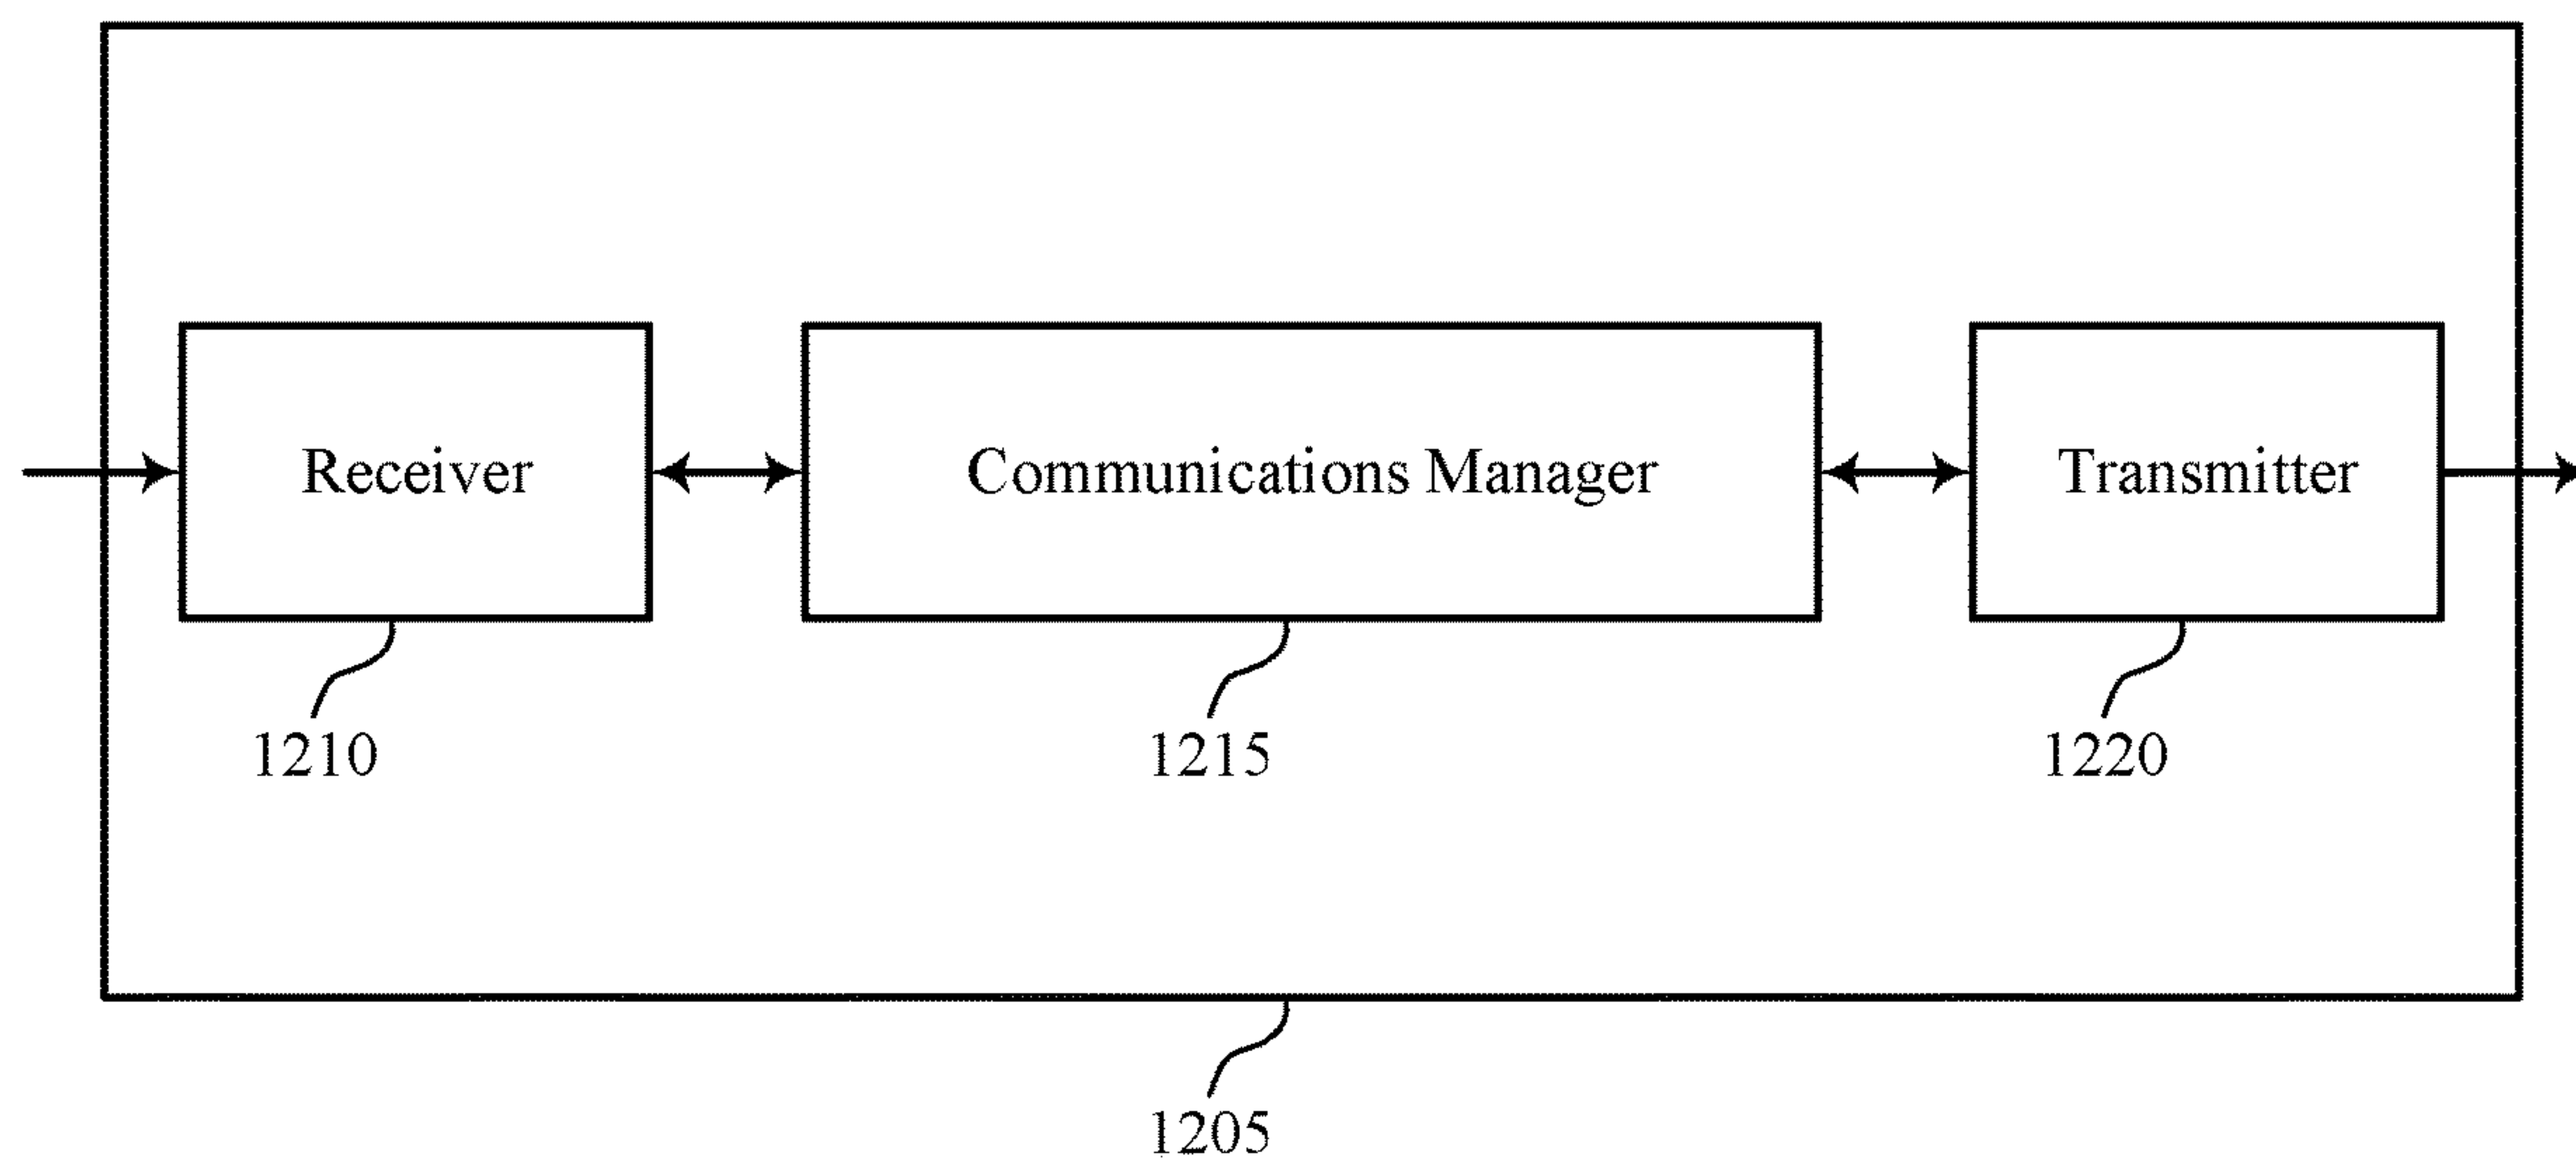 Receiver
Communications Manager
Transmitter
1210
1215
1220
1205